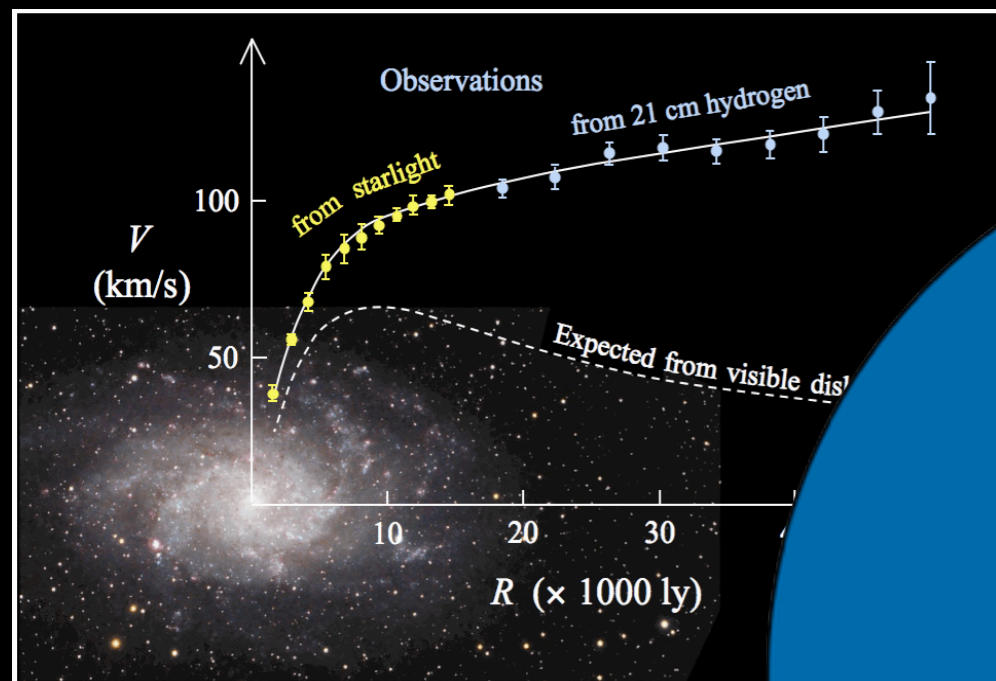 Observations
from 21 cm hydrogen
from starlight
100
V
(km/s)
50
Expected from visible
10
20
30
R (× 1000 ly)